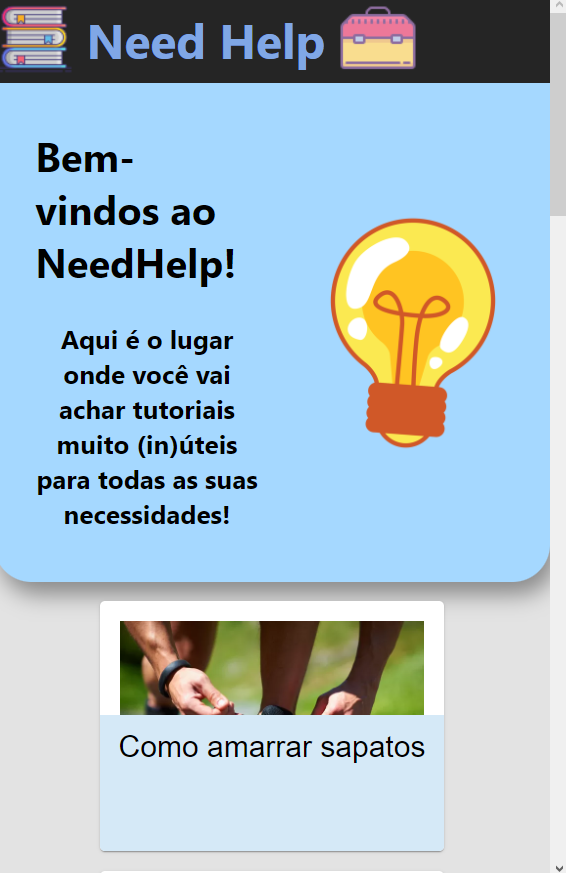 Need Help
Bem-
vindos ao
NeedHelp!
Aqui é o lugar
onde você vai
achar tutoriais
muito (in)úteis
para todas as suas
necessidades!
Como amarrar sapatos